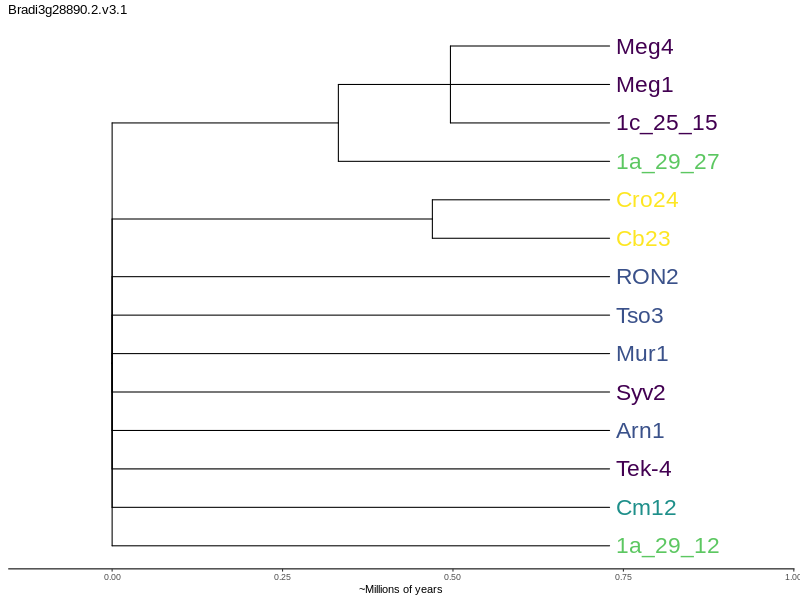 Bradi3g28890.2.v3.1
Meg4
Meg1
1c_25_15
1a_29_27
Cro24
Cb23
RON2
Tso3
Mur1
Syv2
Arn1
Tek-4
Cm12
1a_29_12
0.00 0.25 0.50 0.75 1.00
~Millions of years